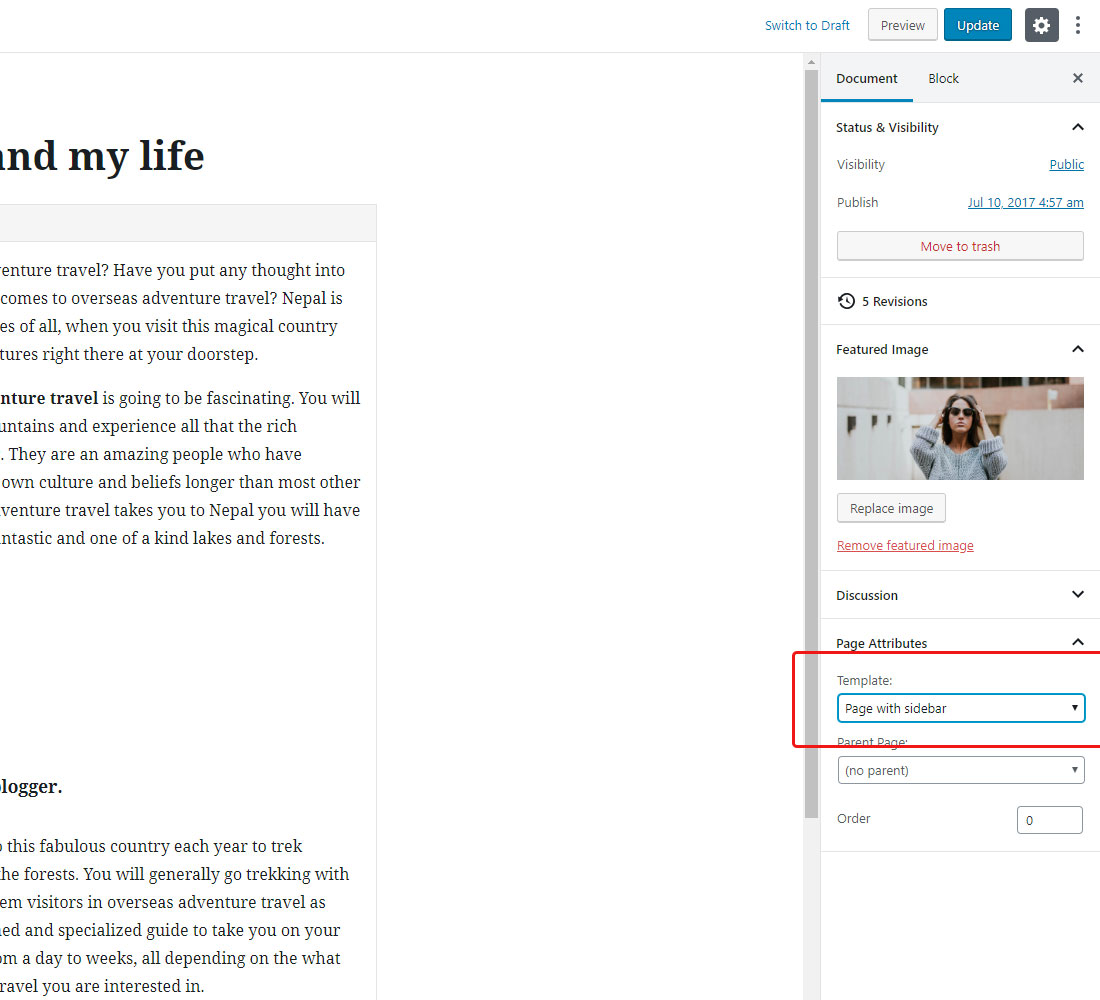 Switch to Draft Preview Update
Document Block
and my life
Status & Visibility
Visibility Public
Publish Jul 10, 2017 4:57 am
Move to trash
5 Revisions
Featured Image
Replace image
Remove featured image
Discussion
Page Attributes
Template:
Page with sidebar
Parent Page:
(no parent)
Order 0
venture travel? Have you put any thought into
comes to overseas adventure travel? Nepal is
es of all, when you visit this magical country
tures right there at your doorstep.
nture travel is going to be fascinating. You will
untains and experience all that the rich
. They are an amazing people who have
own culture and beliefs longer than most other
dventure travel takes you to Nepal you will have
ntastic and one of a kind lakes and forests.
blogger.
o this fabulous country each year to trek
the forests. You will generally go trekking with
em visitors in overseas adventure travel as
ned and specialized guide to take you on your
om a day to weeks, all depending on the what
travel you are interested in.